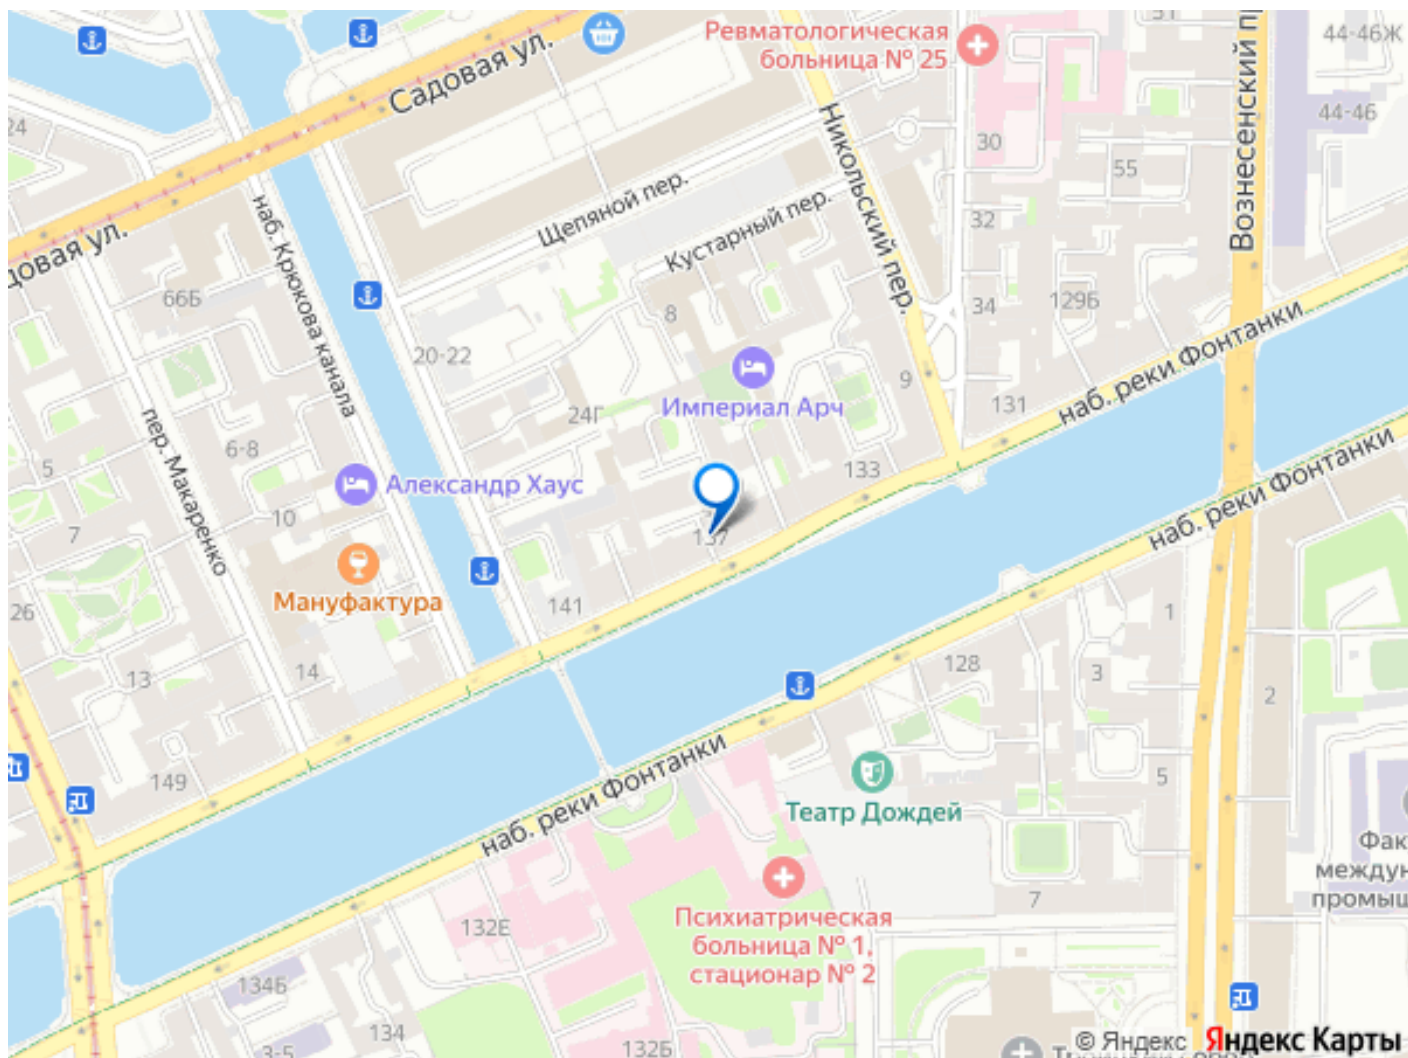 Ревматологическая
больница № 25
51
44-46Ж
44-46
Садовая ул.
24
30
55
Вознесенский п
Никольский пер.
Щепяной пер.
Кустарный пер.
32
34
129Б
наб. Крюкова канала
довая ул.
66Б
8
20-22
9
131
наб. реки Фонтанки
Империал Арч
24Г
пер. Макаренко
6-8
5
133
наб. реки Фонтанки
Александр Хаус
10
7
137
Мануфактура
26
141
1
13
14
128
3
2
149
5
наб. реки Фонтанки
Театр Дождей
Фак
междун
промыш
7
132Е
Психиатрическая
больница № 1,
стационар № 2
134Б
134
3-5
132Б
© Яндекс
Яндекс Карты